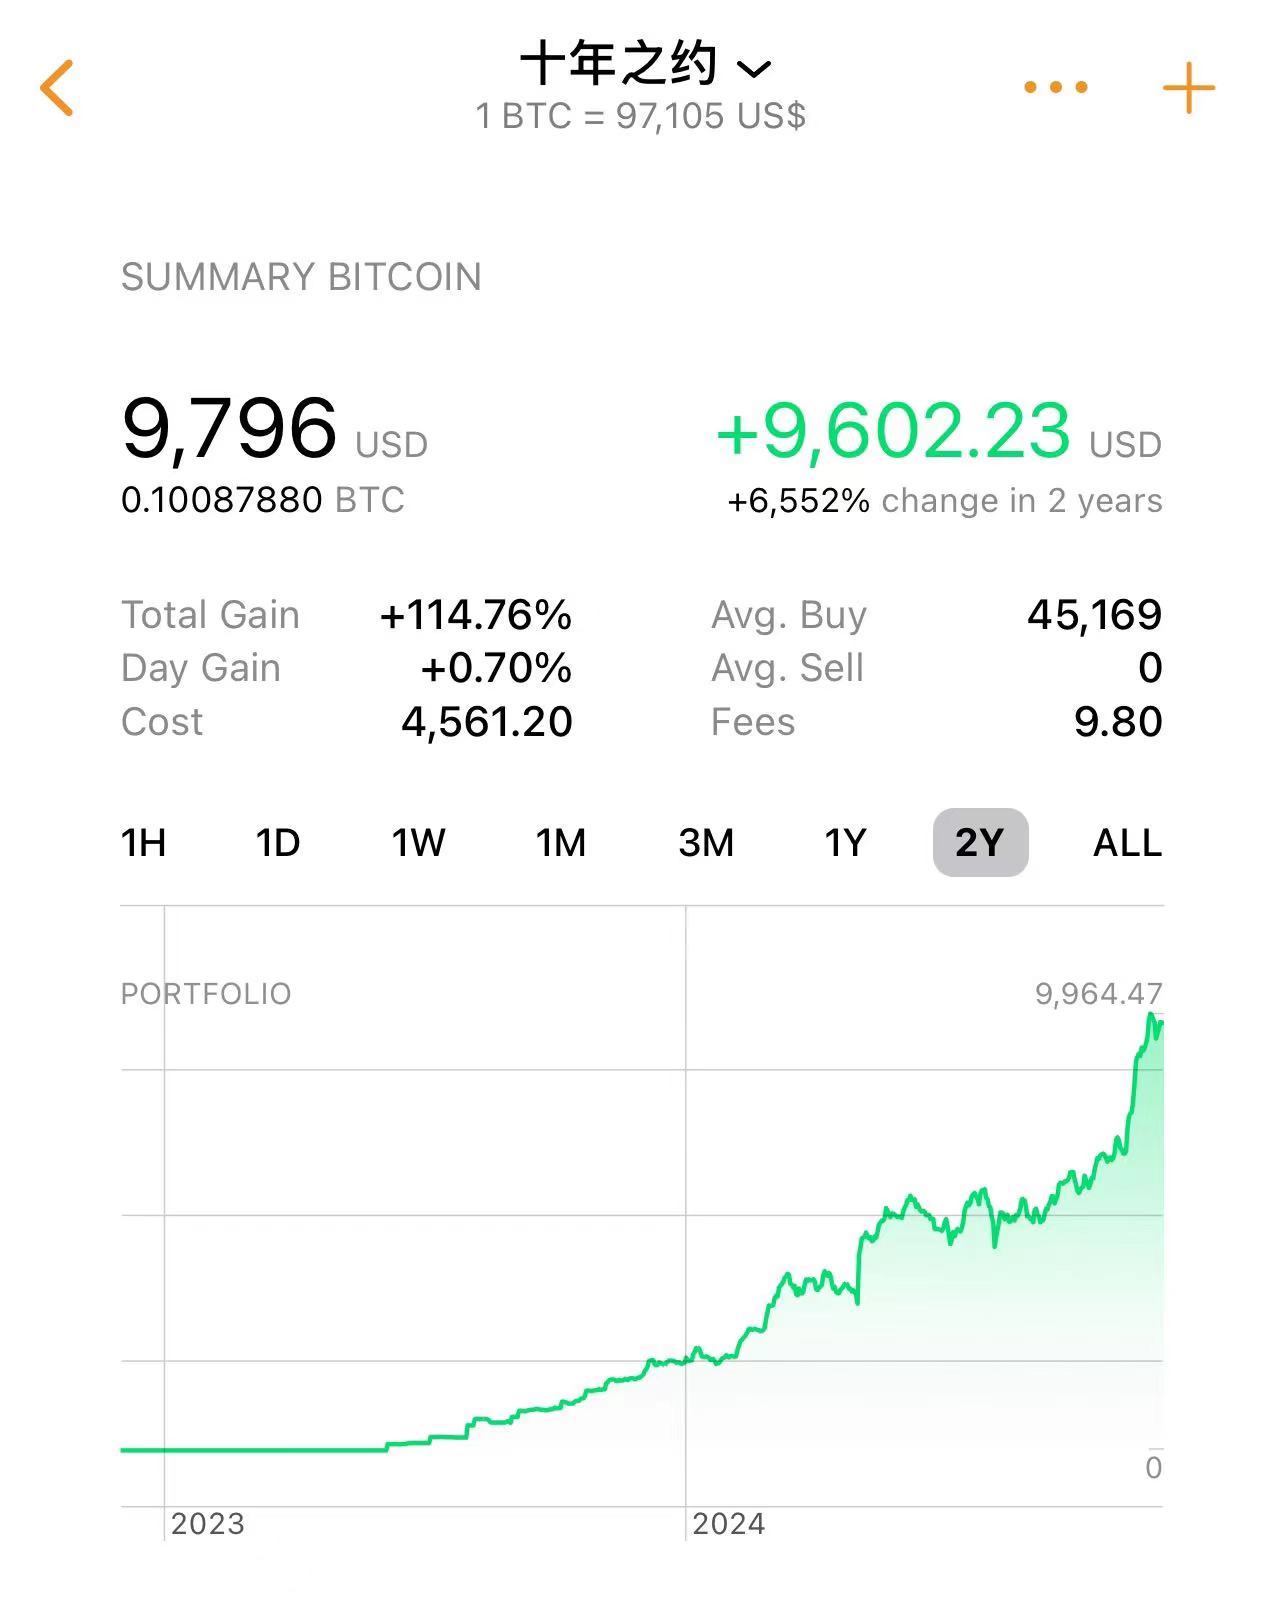 十年之约
1 BTC = 97,105 US$
SUMMARY BITCOIN
9,796 USD
+9,602.23 USD
0.10087880 BTC
+6,552% change in 2 years
Total Gain +114.76%
Avg. Buy 45,169
Day Gain +0.70%
Avg. Sell 0
Cost 4,561.20
Fees 9.80
1H 1D 1W 1M 3M 1Y 2Y ALL
PORTFOLIO 9,964.47
0
2023 2024